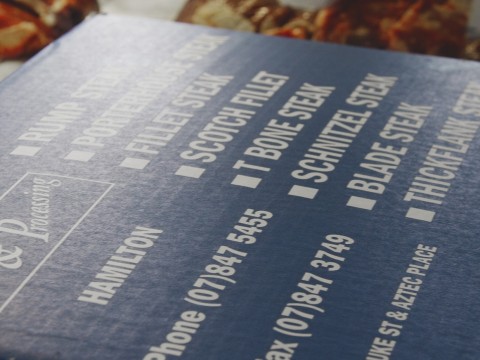 RUMP STEAK
PORTERHOUSE STEAK
FILLET STEAK
SCOTCH FILLET
T BONE STEAK
SCHNITZEL STEAK
BLADE STEAK
THICKFLANK STEAK
& Processing
HAMILTON
Phone (07)847 5455
Fax (07)847 3749
ST & AZTEC PLACE